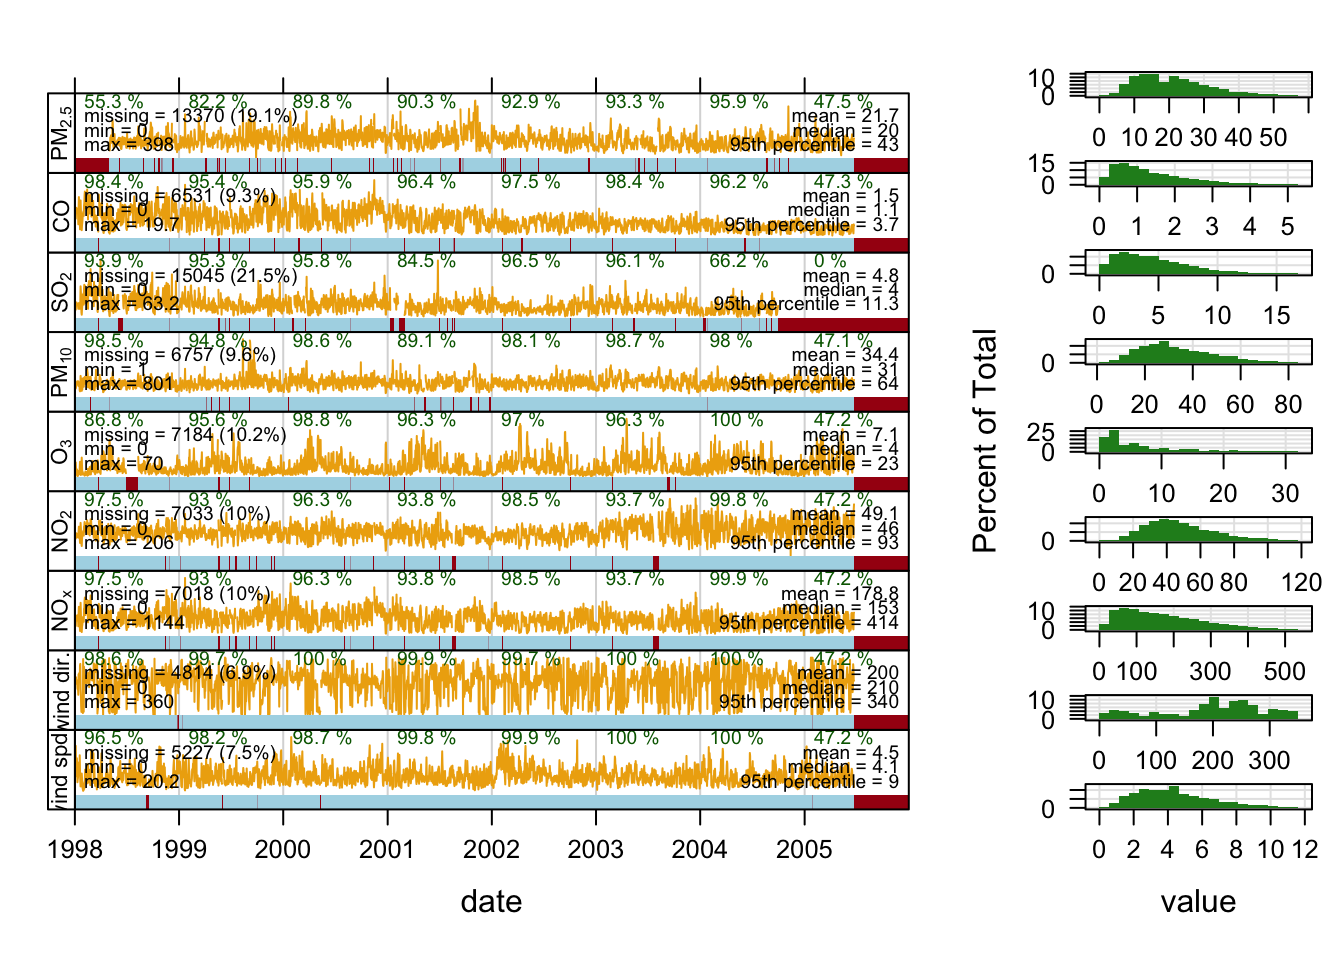 PM2.5
55.3 % 82.2 % 89.8 % 90.3 % 92.9 % 93.3 % 95.9 % 47.5 %
missing = 13370 (19.1%) mean = 21.7
min = 0 median = 20
max = 398 95th percentile = 43
CO
98.4 % 95.4 % 95.9 % 96.4 % 97.5 % 98.4 % 96.2 % 47.3 %
missing = 6531 (9.3%) mean = 1.5
min = 0 median = 1.1
max = 19.7 95th percentile = 3.7
SO2
93.9 % 95.3 % 95.8 % 84.5 % 96.5 % 96.1 % 66.2 % 0 %
missing = 15045 (21.5%) mean = 4.8
min = 0 median = 4
max = 63.2 95th percentile = 11.3
PM10
98.5 % 94.8 % 98.6 % 89.1 % 98.1 % 98.7 % 98 % 47.1 %
missing = 6757 (9.6%) mean = 34.4
min = 1 median = 31
max = 801 95th percentile = 64
O3
86.8 % 95.6 % 98.8 % 96.3 % 97 % 96.3 % 100 % 47.2 %
missing = 7184 (10.2%) mean = 7.1
min = 0 median = 4
max = 70 95th percentile = 23
NO2
97.5 % 93 % 96.3 % 93.8 % 98.5 % 93.7 % 99.8 % 47.2 %
missing = 7033 (10%) mean = 49.1
min = 0 median = 46
max = 206 95th percentile = 93
NOx
97.5 % 93 % 96.3 % 93.8 % 98.5 % 93.7 % 99.9 % 47.2 %
missing = 7018 (10%) mean = 178.8
min = 0 median = 153
max = 1144 95th percentile = 414
wind dir.
98.6 % 99.7 % 100 % 99.9 % 99.7 % 100 % 100 % 47.2 %
missing = 4814 (6.9%) mean = 200
min = 0 median = 210
max = 360 95th percentile = 340
wind spd.
96.5 % 98.2 % 98.7 % 99.8 % 99.9 % 100 % 100 % 47.2 %
missing = 5227 (7.5%) mean = 4.5
min = 0 median = 4.1
max = 20.2 95th percentile = 9
1998 1999 2000 2001 2002 2003 2004 2005
date
Percent of Total
10
0
0 10 20 30 40 50
15
0
0 1 2 3 4 5
0
0 5 10 15
0
0 20 40 60 80
25
0
0 10 20 30
0
0 20 40 60 80 120
10
0
0 100 300 500
10
0
0 100 200 300
0
0 2 4 6 8 10 12
value